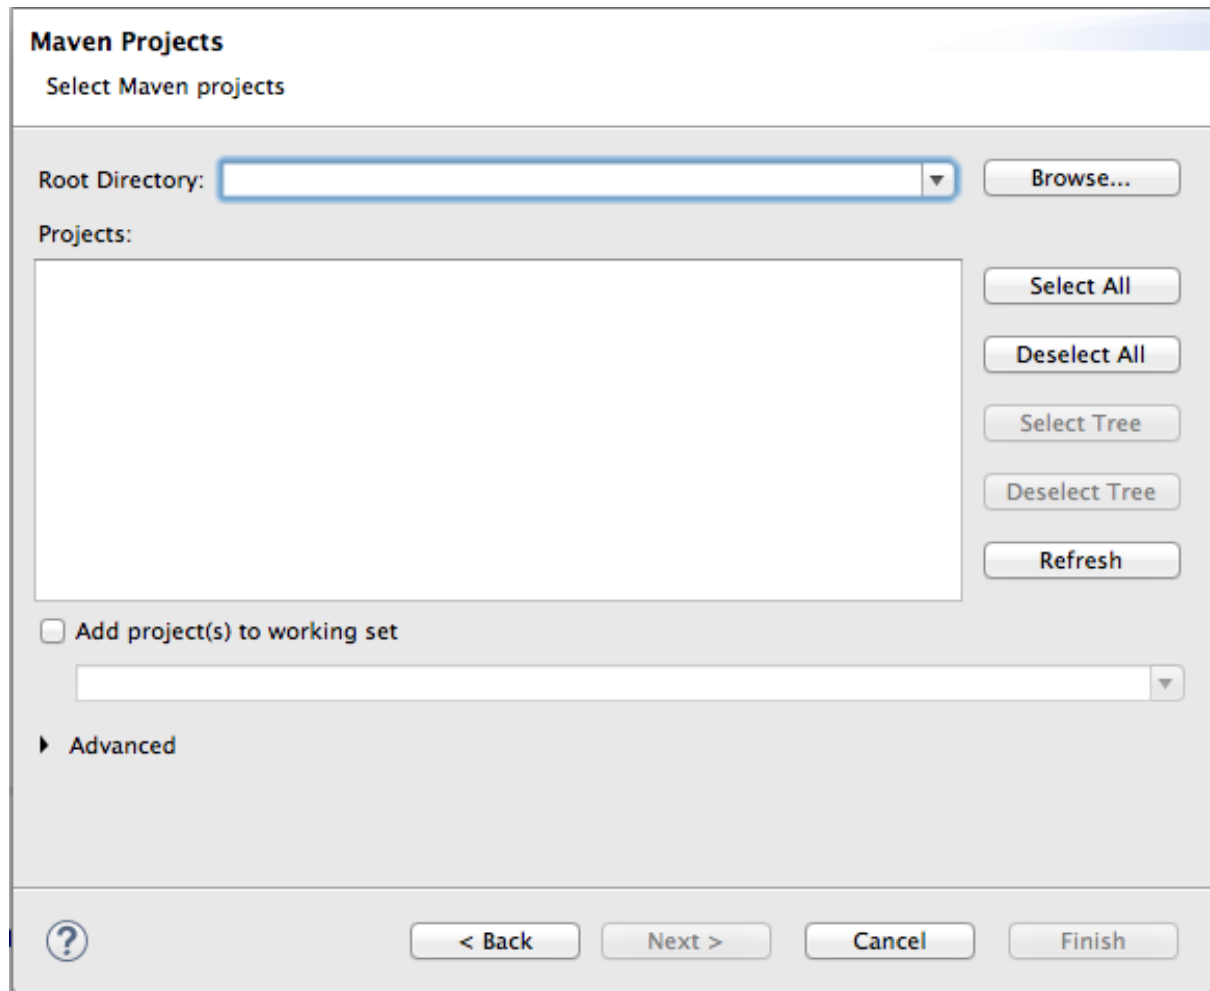 Maven Projects
Select Maven projects
Root Directory:
Browse...
Projects:
Select All
Deselect All
Select Tree
Deselect Tree
Refresh
Add project(s) to working set
Advanced
?
< Back
Next >
Cancel
Finish